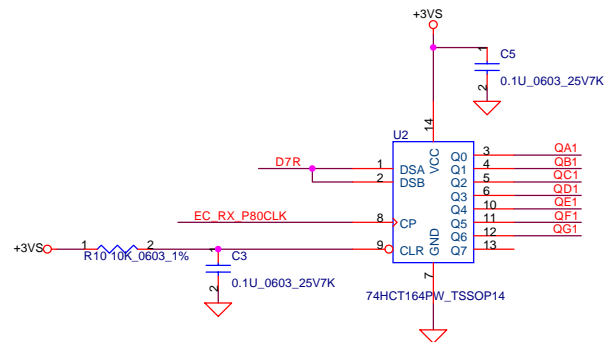 +3VS
1
C5
0.1U_0603_25V7K
2
U2
14
VCC
D7R
1
DSA
2
DSB
EC_RX_P80CLK
8
CP
9
CLR
GND
7
Q0
3
QA1
Q1
4
QB1
Q2
5
QC1
Q3
6
QD1
Q4
10
QE1
Q5
11
QF1
Q6
12
QG1
Q7
13
+3VS
1
2
R10 10K_0603_1%
1
C3
0.1U_0603_25V7K
2
74HCT164PW_TSSOP14